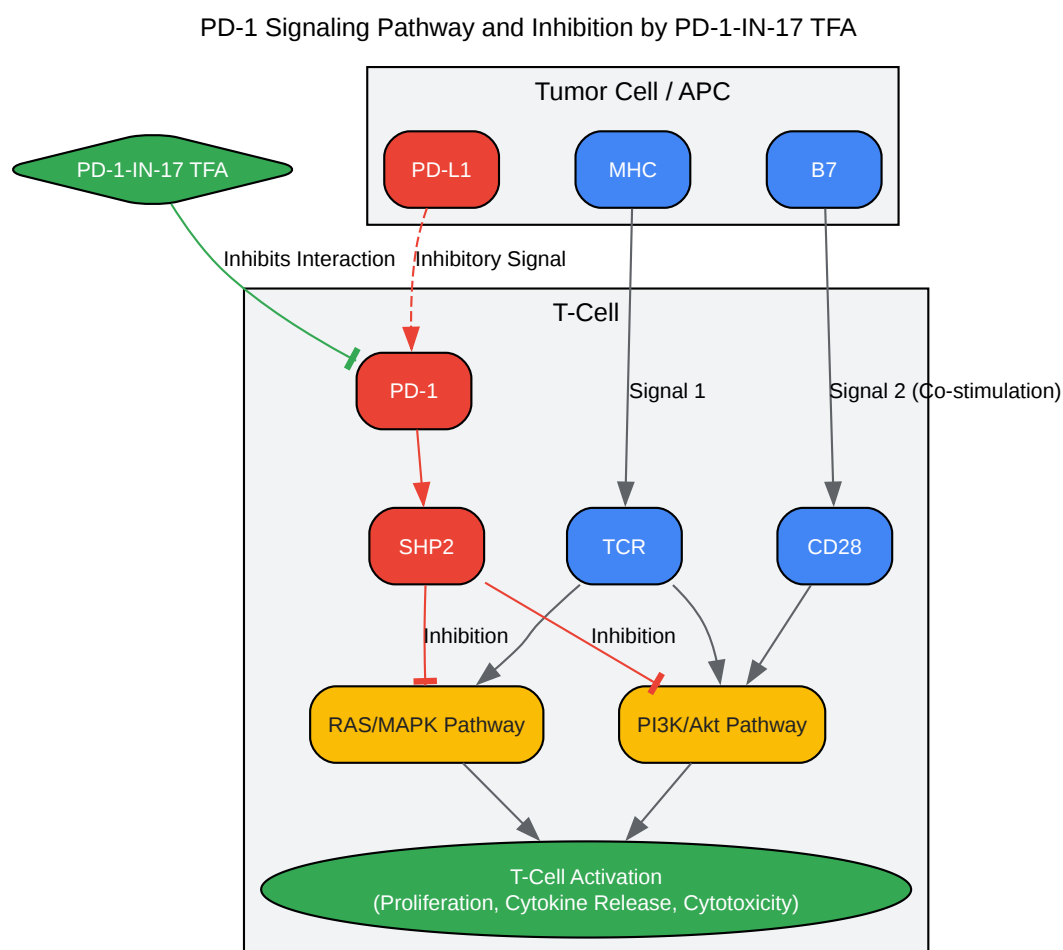 PD-1 Signaling Pathway and Inhibition by PD-1-IN-17 TFA
Tumor Cell / APC
PD-1-IN-17 TFA
PD-L1
MHC
B7
Inhibits Interaction
Inhibitory Signal
T-Cell
PD-1
Signal 1
Signal 2 (Co-stimulation)
SHP2
TCR
CD28
Inhibition
Inhibition
RAS/MAPK Pathway
PI3K/Akt Pathway
T-Cell Activation
(Proliferation, Cytokine Release, Cytotoxicity)